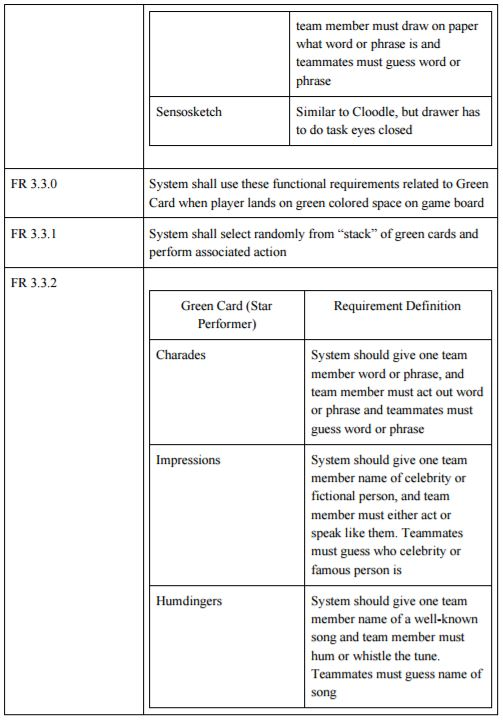 team member must draw on paper
what word or phrase is and
teammates must guess word or
phrase
Sensosketch
Similar to Cloodle, but drawer has
to do task eyes closed
FR 3.3.0
System shall use these functional requirements related to Green
Card when player lands on green colored space on game board
FR 3.3.1
System shall select randomly from “stack” of green cards and
perform associated action
FR 3.3.2
Green Card (Star
Performer)
Requirement Definition
Charades
System should give one team
member word or phrase, and
team member must act out word
or phrase and teammates must
guess word or phrase
Impressions
System should give one team
member name of celebrity or
fictional person, and team
member must either act or
speak like them. Teammates
must guess who celebrity or
famous person is
Humdingers
System should give one team
member name of a well-known
song and team member must
hum or whistle the tune.
Teammates must guess name of
song